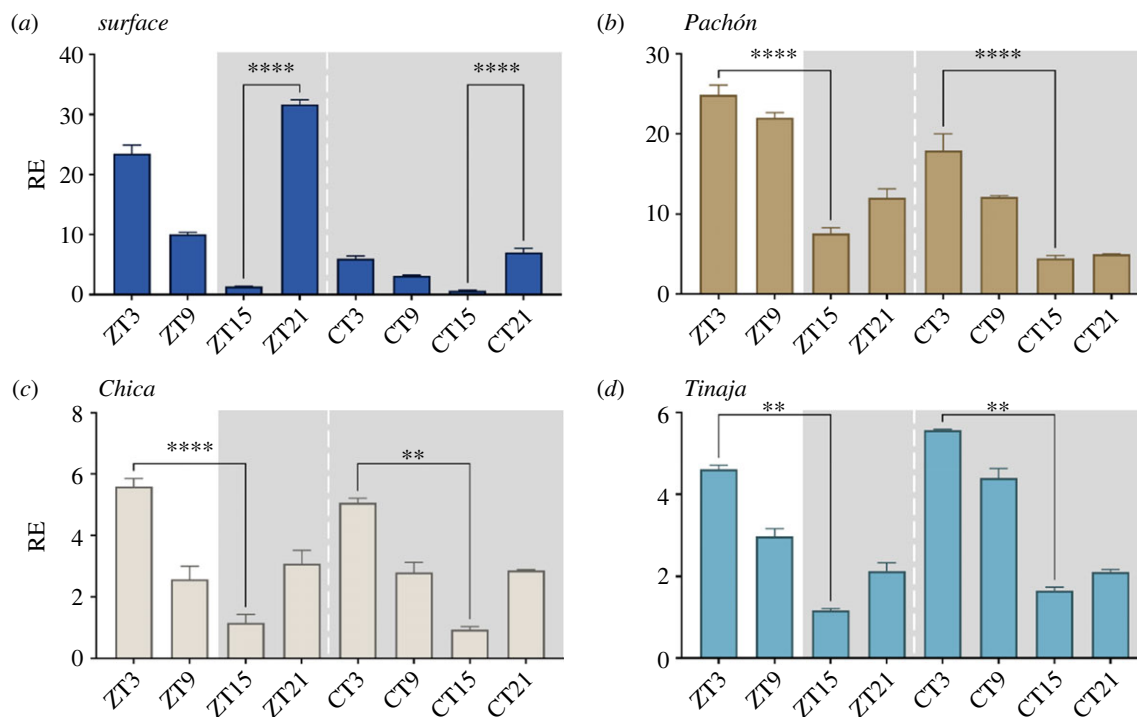 (a) surface
40
30
20
10
0
RE
****
****
ZT3 ZT9 ZT15 ZT21 CT3 CT9 CT15 CT21
(b) Pachón
30
20
10
0
****
****
ZT3 ZT9 ZT15 ZT21 CT3 CT9 CT15 CT21
(c) Chica
8
6
4
2
0
RE
****
**
ZT3 ZT9 ZT15 ZT21 CT3 CT9 CT15 CT21
(d) Tinaja
6
4
2
0
**
**
ZT3 ZT9 ZT15 ZT21 CT3 CT9 CT15 CT21